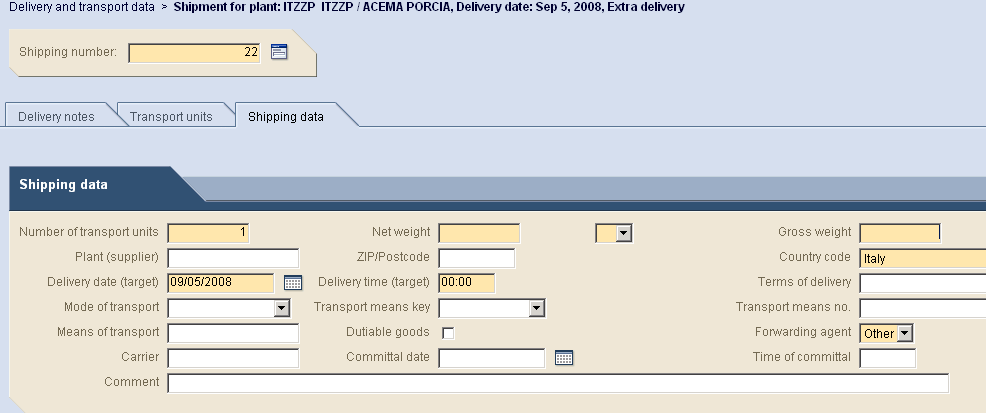 Delivery and transport data > Shipment for plant: ITZZP ITZZP / ACEMA PORCIA, Delivery date: Sep 5, 2008, Extra delivery
Shipping number: 22
Delivery notes Transport units Shipping data
Shipping data
Number of transport units 1 Net weight Gross weight
Plant (supplier) ZIP/Postcode Country code Italy
Delivery date (target) 09/05/2008 Delivery time (target) 00:00 Terms of delivery
Mode of transport Transport means key Transport means no.
Means of transport Dutiable goods Forwarding agent Other
Carrier Committal date Time of committal
Comment